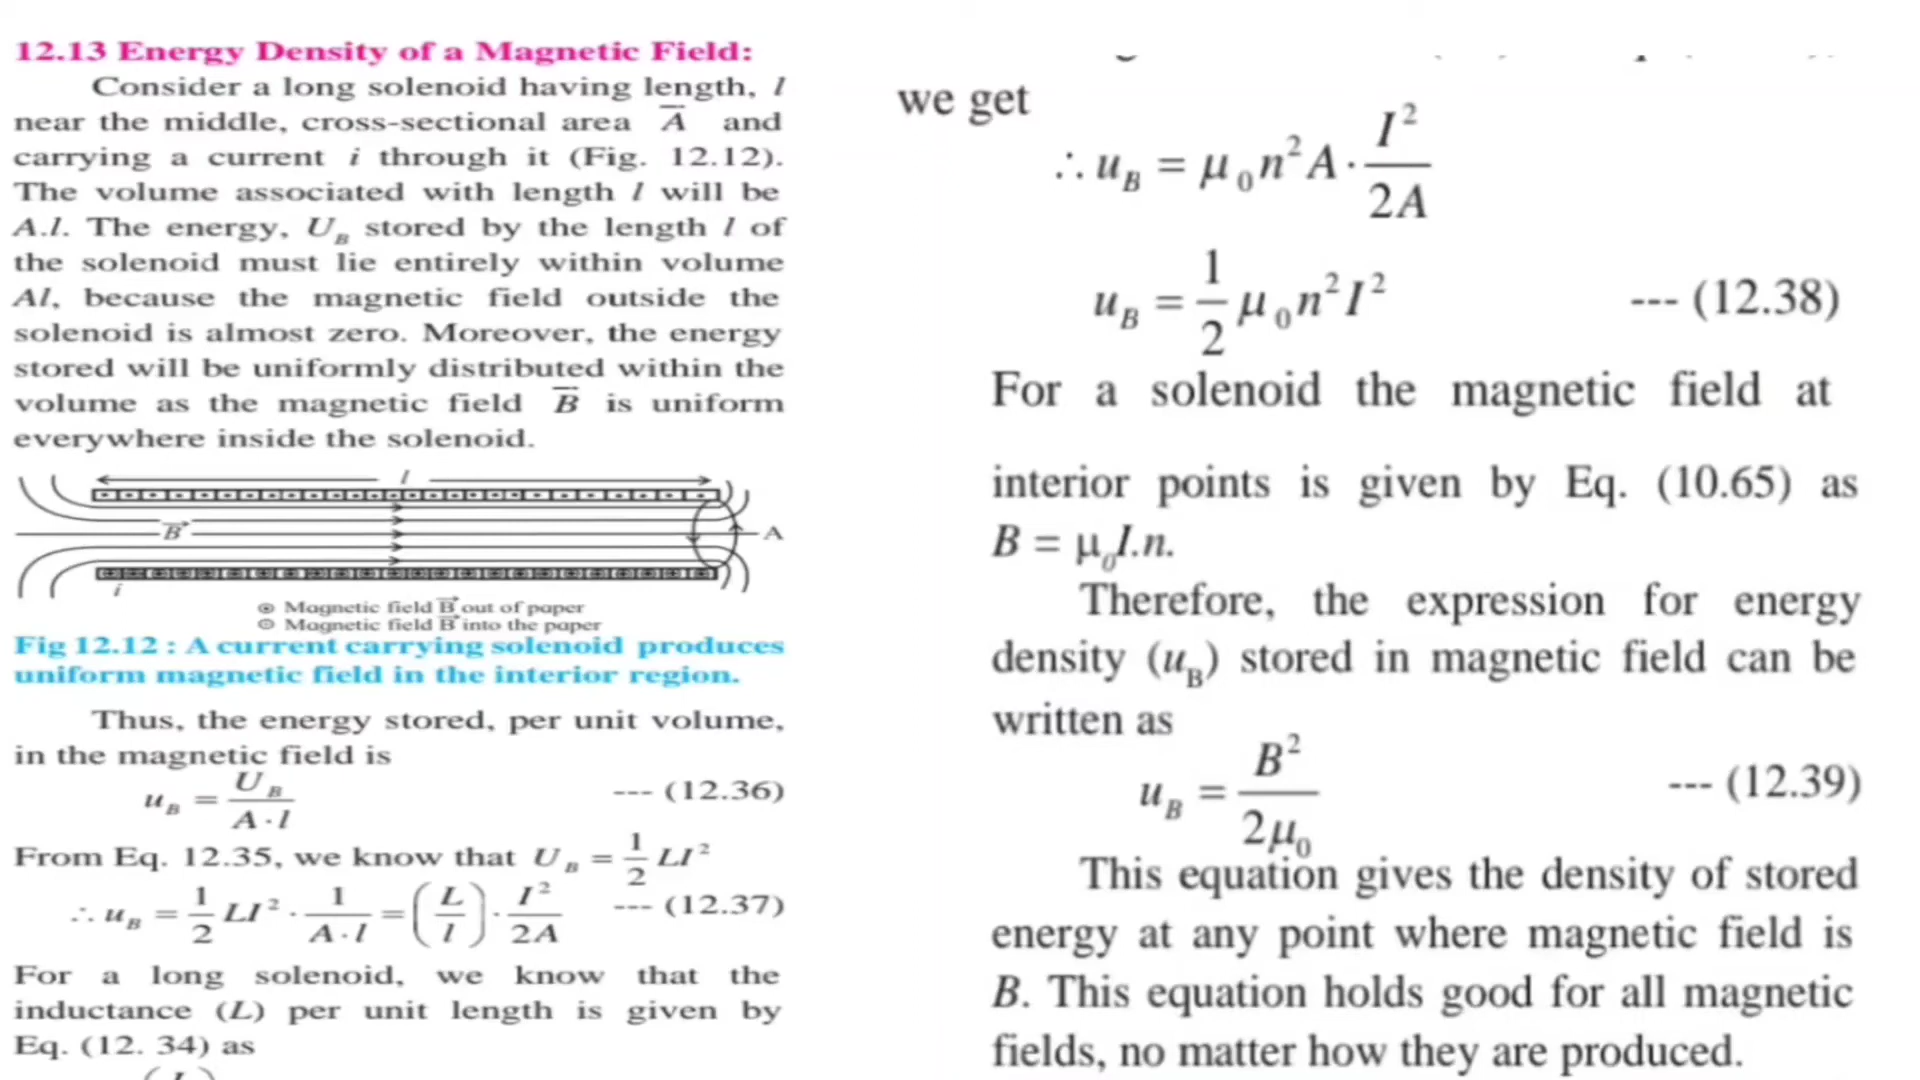 12.13 Energy Density of a Magnetic Field:
Consider a long solenoid having length, l
near the middle, cross-sectional area A̅ and
carrying a current i through it (Fig. 12.12).
The volume associated with length l will be
A.l. The energy, U_B stored by the length l of
the solenoid must lie entirely within volume
Al, because the magnetic field outside the
solenoid is almost zero. Moreover, the energy
stored will be uniformly distributed within the
volume as the magnetic field B̅ is uniform
everywhere inside the solenoid.
l
B⃗
A
i
⊙ Magnetic field B⃗ out of paper
Magnetic field B⃗ into the paper
Fig 12.12 : A current carrying solenoid produces
uniform magnetic field in the interior region.
Thus, the energy stored, per unit volume,
in the magnetic field is
u_B = U_B / A·l --- (12.36)
From Eq. 12.35, we know that U_B = 1/2 LI²
∴ u_B = 1/2 LI² · 1/(A·l) = (L/l) · I²/2A --- (12.37)
For a long solenoid, we know that the
inductance (L) per unit length is given by
Eq. (12. 34) as
we get
∴ u_B = μ₀n²A · I²/2A
u_B = 1/2 μ₀n²I² --- (12.38)
For a solenoid the magnetic field at
interior points is given by Eq. (10.65) as
B = μ₀I.n.
Therefore, the expression for energy
density (u_B) stored in magnetic field can be
written as
u_B = B²/2μ₀ --- (12.39)
This equation gives the density of stored
energy at any point where magnetic field is
B. This equation holds good for all magnetic
fields, no matter how they are produced.